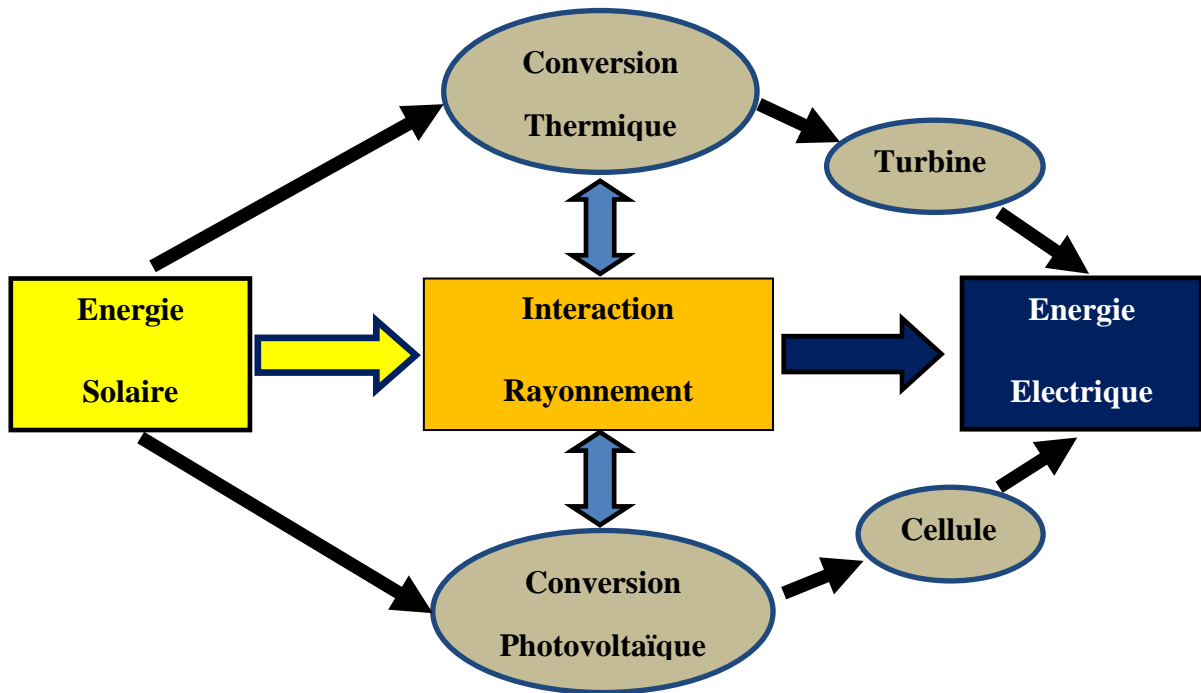 Conversion
Thermique
Turbine
Energie
Solaire
Interaction
Rayonnement
Energie
Electrique
Cellule
Conversion
Photovoltaïque